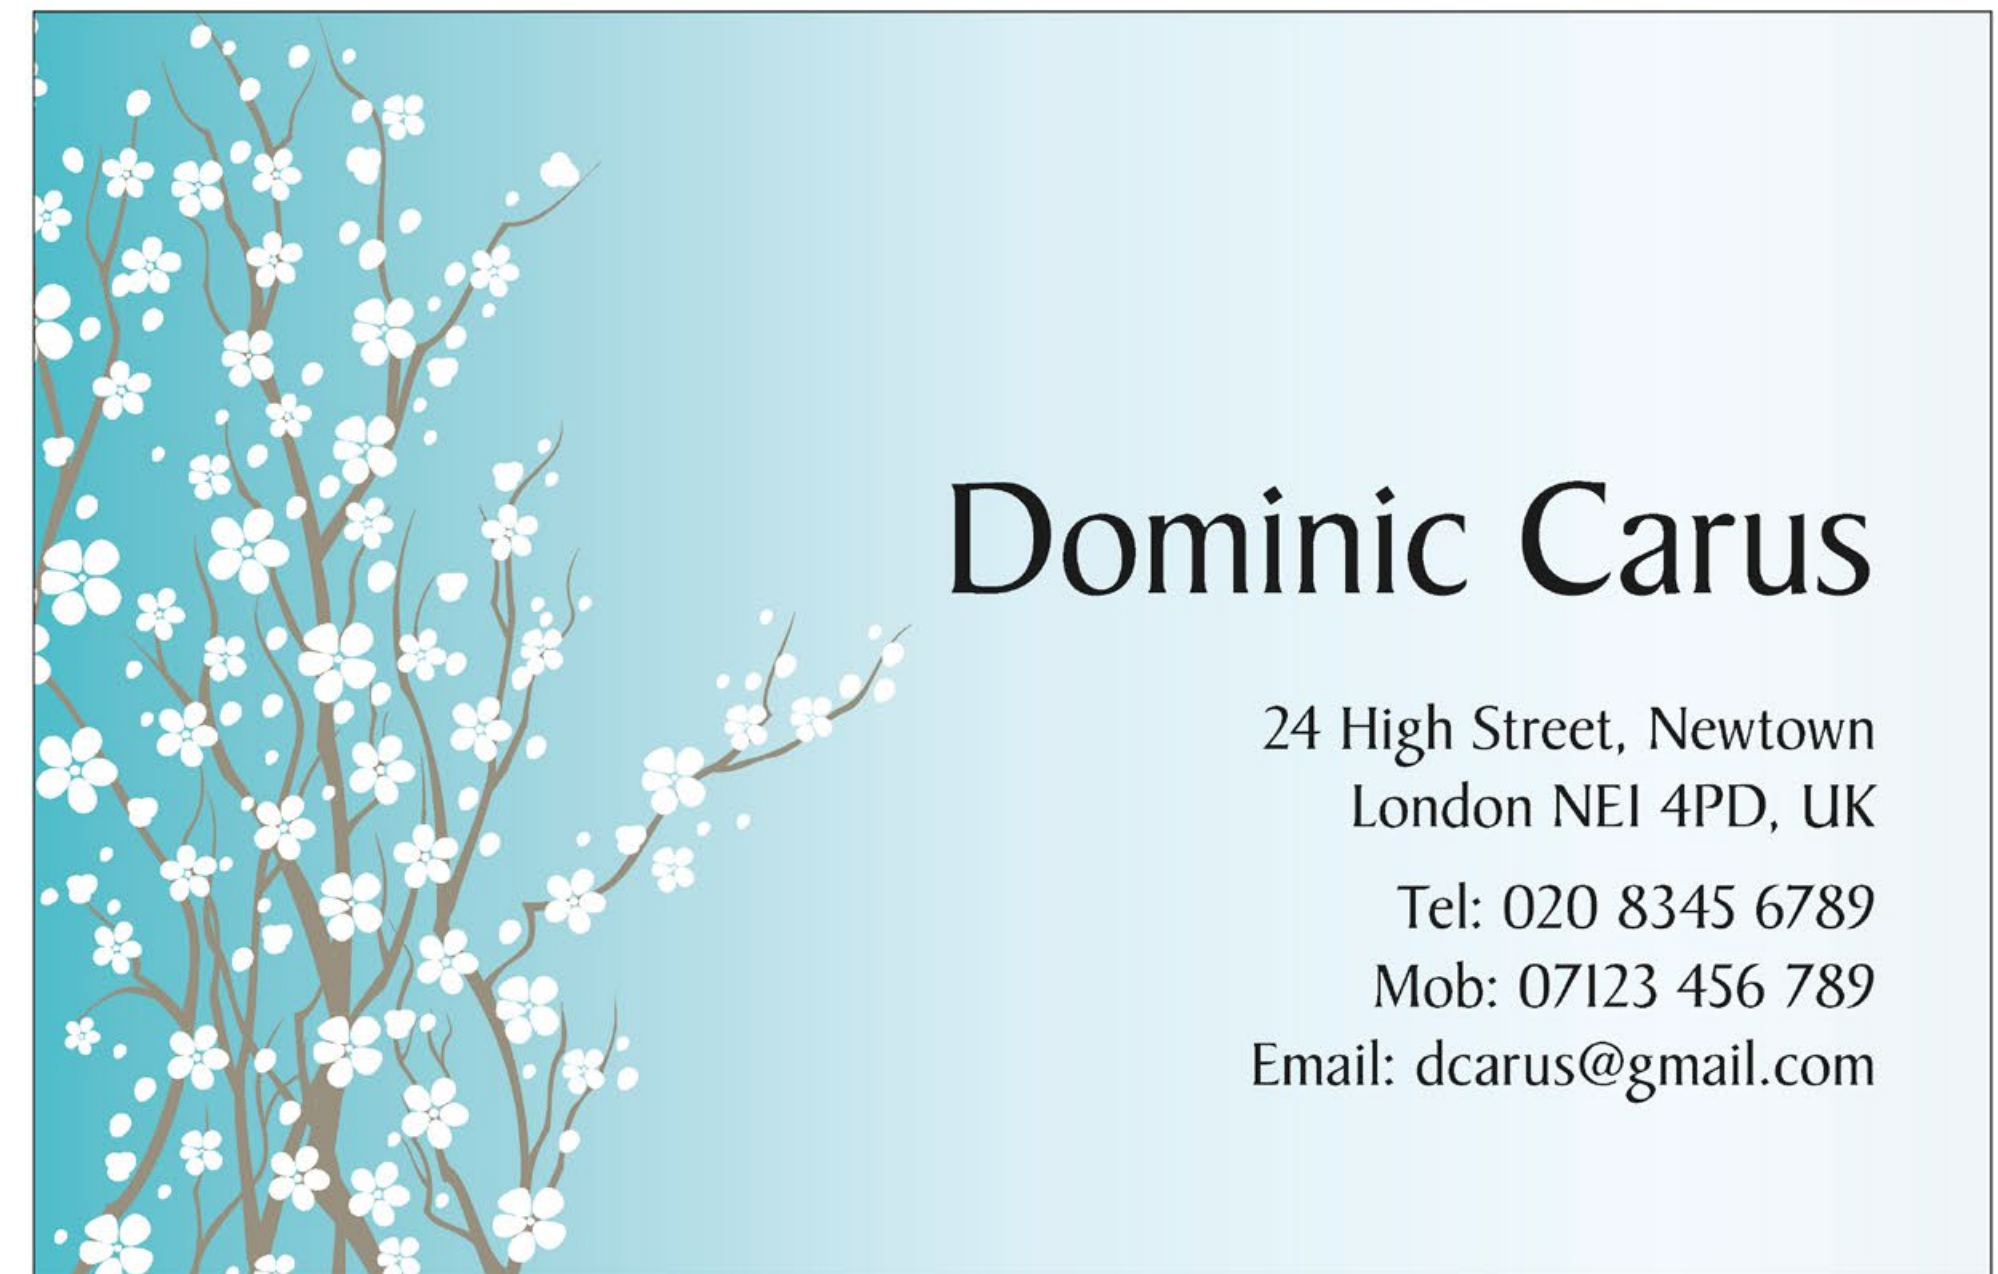 Dominic Carus
24 High Street, Newtown
London NE1 4PD, UK
Tel: 020 8345 6789
Mob: 07123 456 789
Email: dcarus@gmail.com